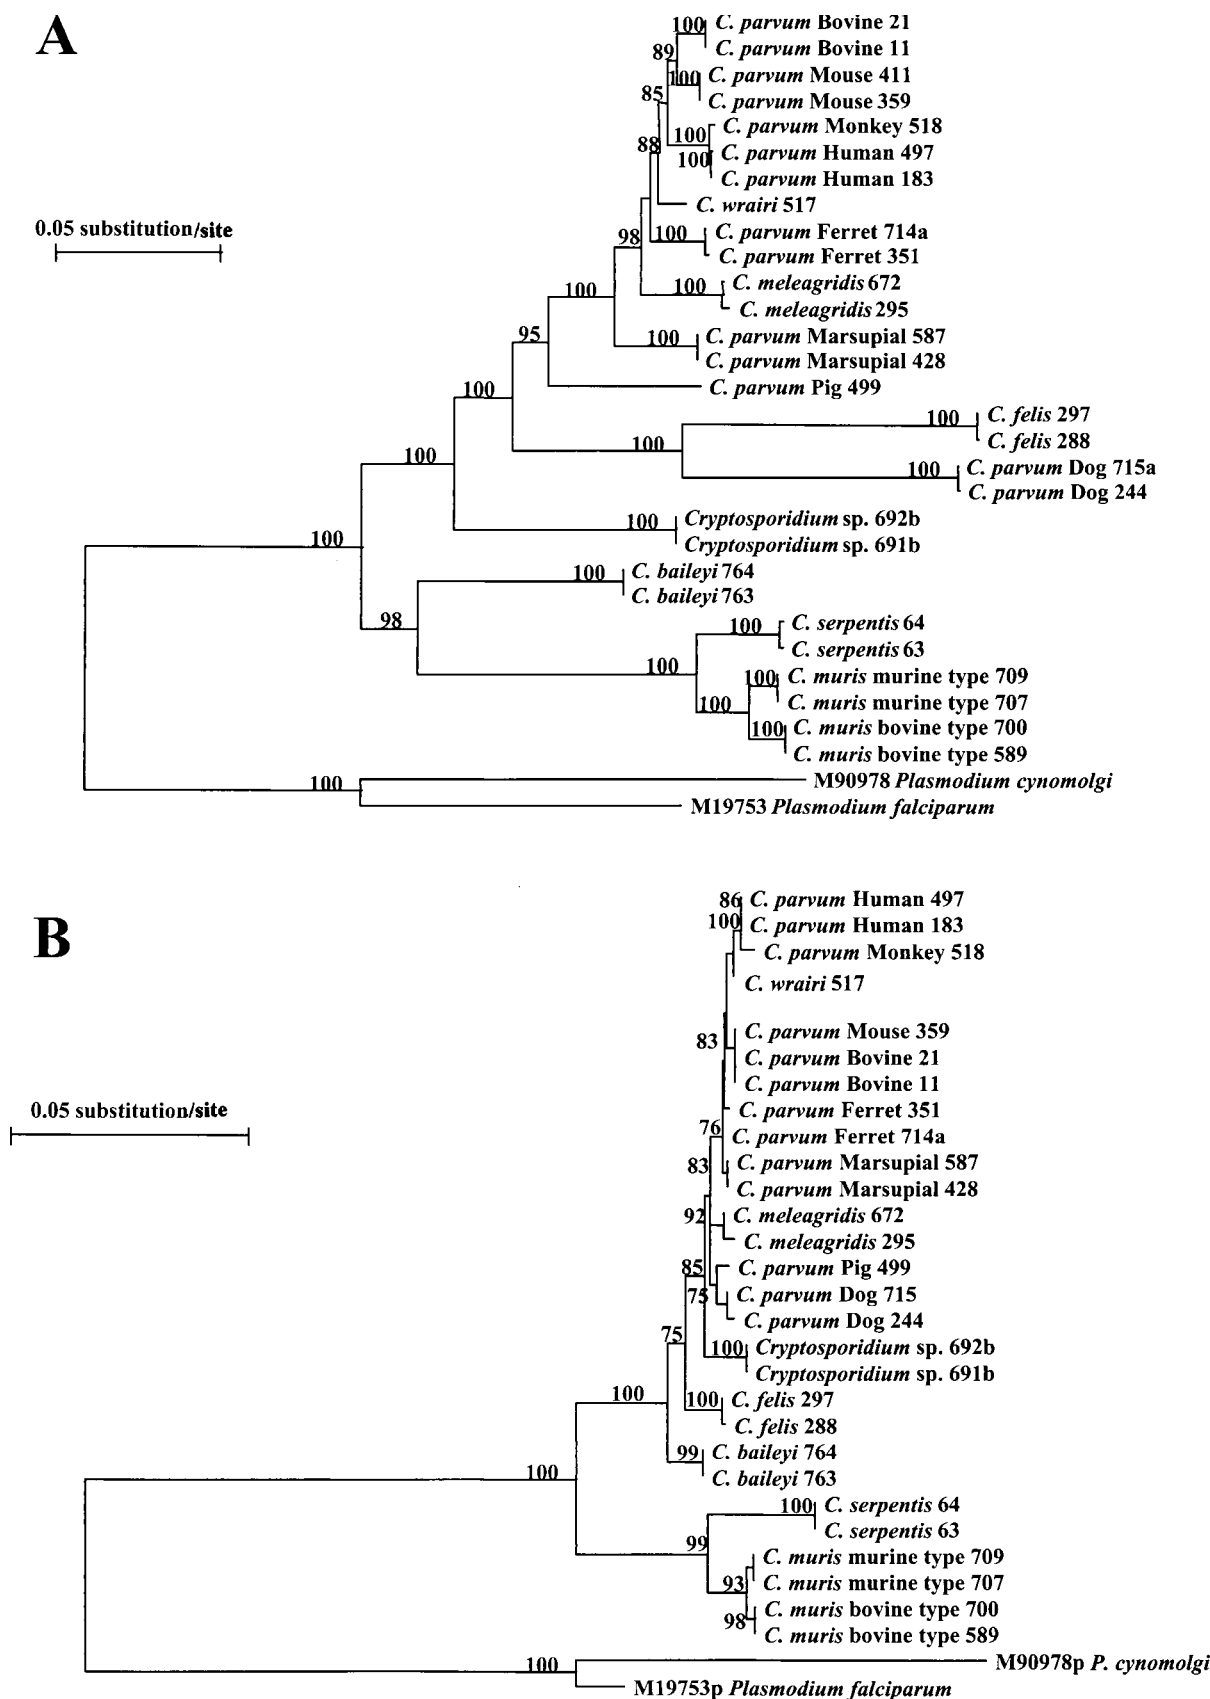 A
100 C. parvum Bovine 21
C. parvum Bovine 11
89
100 C. parvum Mouse 411
85
C. parvum Mouse 359
C. parvum Monkey 518
100
88
100 C. parvum Human 497
C. parvum Human 183
C. wrairi 517
0.05 substitution/site
98
100 C. parvum Ferret 714a
C. parvum Ferret 351
100
100 C. meleagridis 672
C. meleagridis 295
95
100 C. parvum Marsupial 587
C. parvum Marsupial 428
100
C. parvum Pig 499
100 C. felis 297
100
C. felis 288
100
100 C. parvum Dog 715a
C. parvum Dog 244
100 Cryptosporidium sp. 692b
100
Cryptosporidium sp. 691b
100 C. baileyi 764
C. baileyi 763
98
100 C. serpentis 64
C. serpentis 63
100
100 C. muris murine type 709
100
C. muris murine type 707
100 C. muris bovine type 700
C. muris bovine type 589
100
M90978 Plasmodium cynomolgi
M19753 Plasmodium falciparum
B
86 C. parvum Human 497
100 C. parvum Human 183
C. parvum Monkey 518
C. wrairi 517
83
C. parvum Mouse 359
C. parvum Bovine 21
C. parvum Bovine 11
0.05 substitution/site
C. parvum Ferret 351
76
C. parvum Ferret 714a
83
C. parvum Marsupial 587
C. parvum Marsupial 428
92
C. meleagridis 672
C. meleagridis 295
85
C. parvum Pig 499
75
C. parvum Dog 715
C. parvum Dog 244
75
100 Cryptosporidium sp. 692b
Cryptosporidium sp. 691b
100
100 C. felis 297
C. felis 288
99 C. baileyi 764
C. baileyi 763
100
100 C. serpentis 64
C. serpentis 63
99
C. muris murine type 709
93
C. muris murine type 707
98
C. muris bovine type 700
C. muris bovine type 589
100
M90978p P. cynomolgi
M19753p Plasmodium falciparum